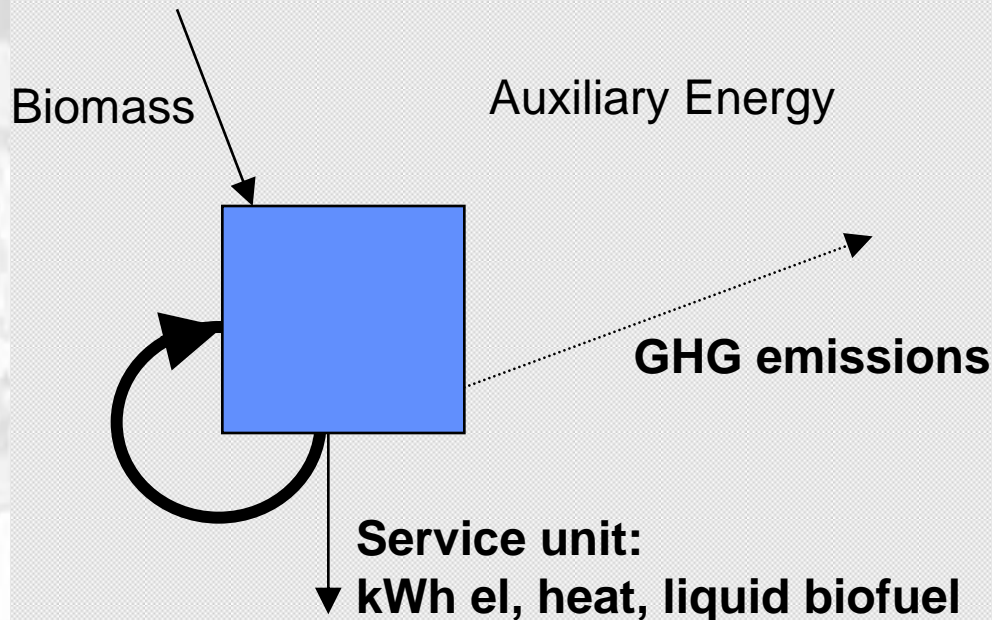 Biomass
Auxiliary Energy
GHG emissions
Service unit:
kWh el, heat, liquid biofuel